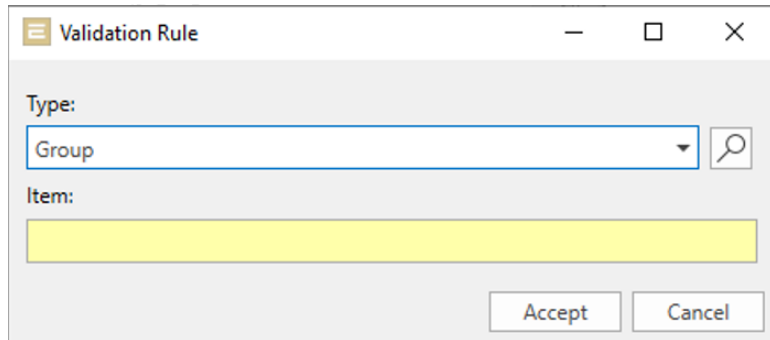 Validation Rule
Type:
Group
Item:
Accept
Cancel